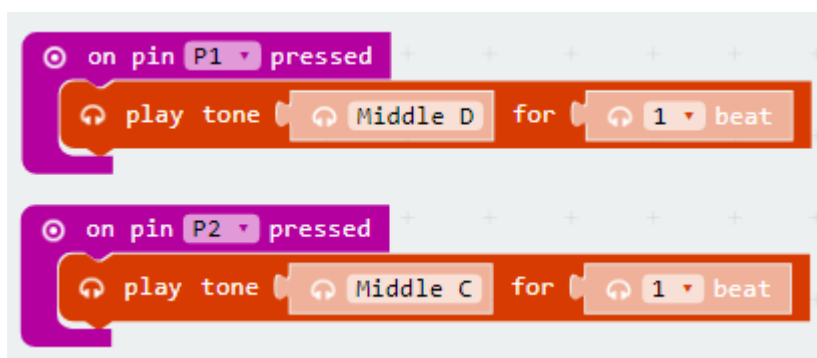 on pin P1 pressed
play tone Middle D for 1 beat
on pin P2 pressed
play tone Middle C for 1 beat